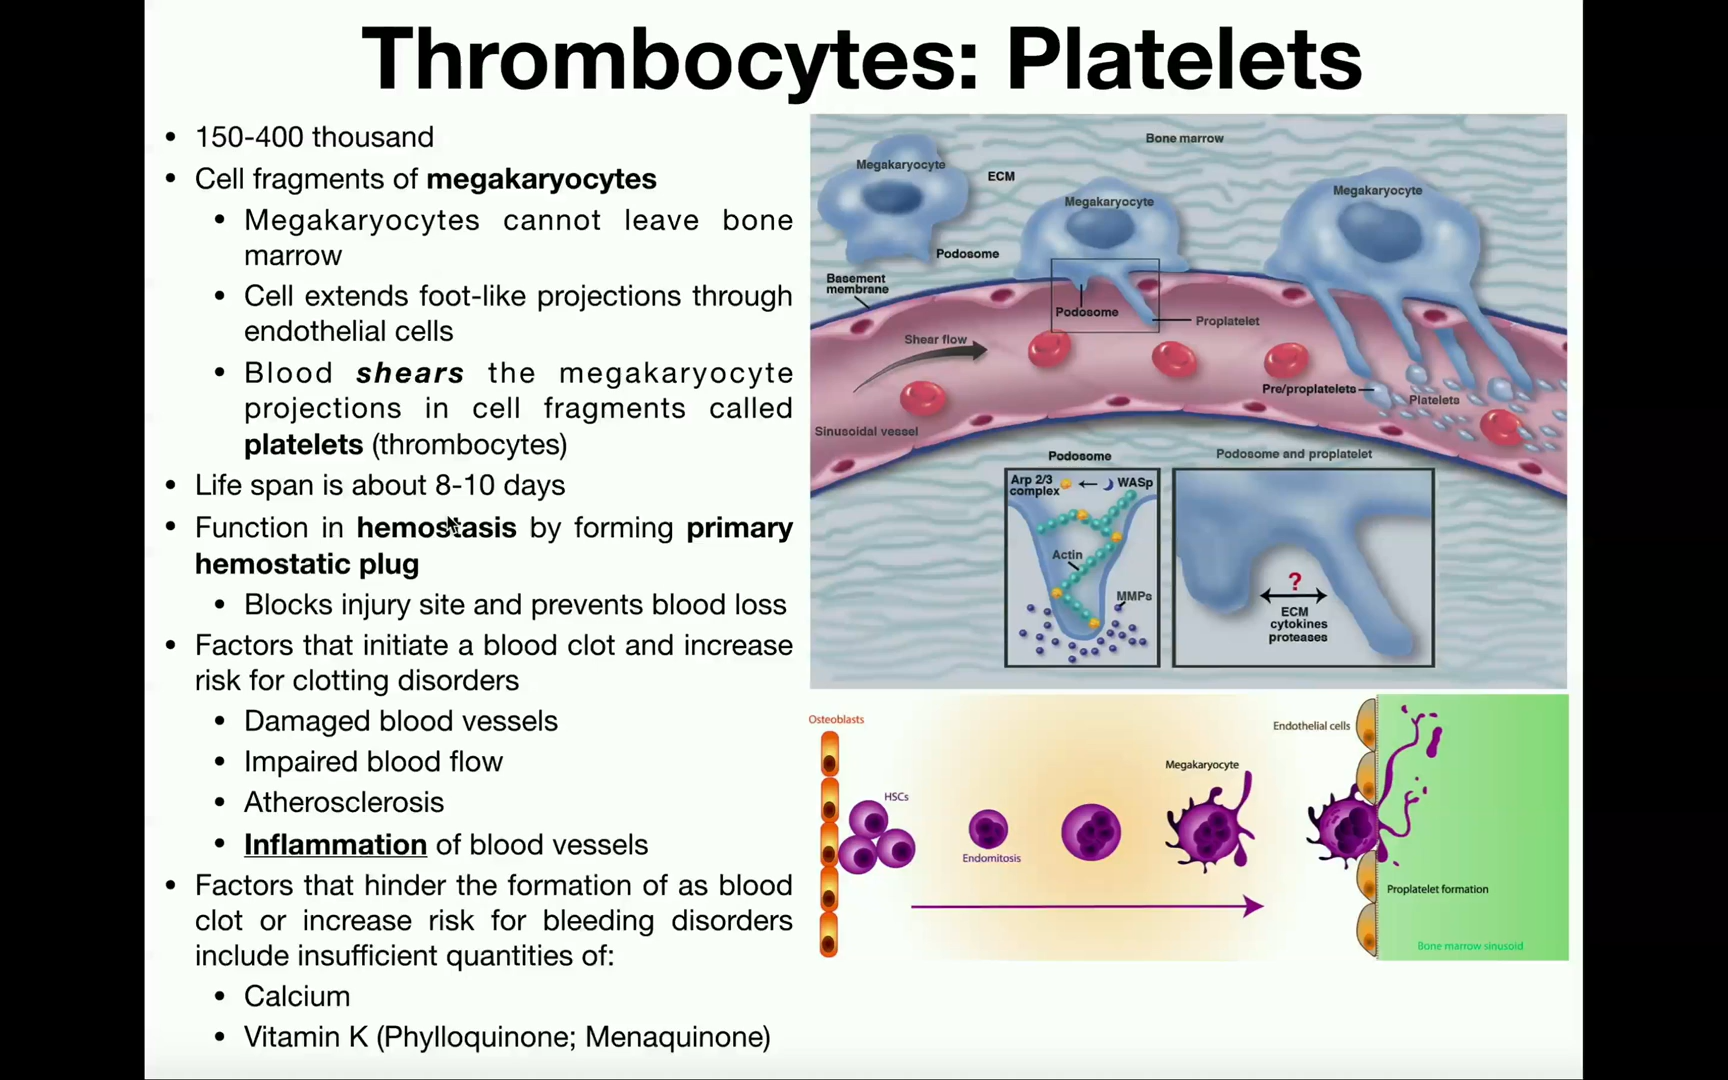 Thrombocytes: Platelets
• 150-400 thousand
• Cell fragments of megakaryocytes
• Megakaryocytes cannot leave bone
marrow
• Cell extends foot-like projections through
endothelial cells
• Blood shears the megakaryocyte
projections in cell fragments called
platelets (thrombocytes)
• Life span is about 8-10 days
• Function in hemostasis by forming primary
hemostatic plug
• Blocks injury site and prevents blood loss
• Factors that initiate a blood clot and increase
risk for clotting disorders
• Damaged blood vessels
• Impaired blood flow
• Atherosclerosis
• Inflammation of blood vessels
• Factors that hinder the formation of as blood
clot or increase risk for bleeding disorders
include insufficient quantities of:
• Calcium
• Vitamin K (Phylloquinone; Menaquinone)
Bone marrow
Megakaryocyte
ECM
Megakaryocyte
Megakaryocyte
Podosome
Basement
membrane
Podosome
Proplatelet
Shear flow
Pre/proplatelets
Platelets
Sinusoidal vessel
Podosome
Arp 2/3
complex
WASp
Actin
MMPs
Podosome and proplatelet
?
ECM
cytokines
proteases
Osteoblasts
HSCs
Endomitosis
Megakaryocyte
Endothelial cells
Proplatelet formation
Bone marrow sinusoid